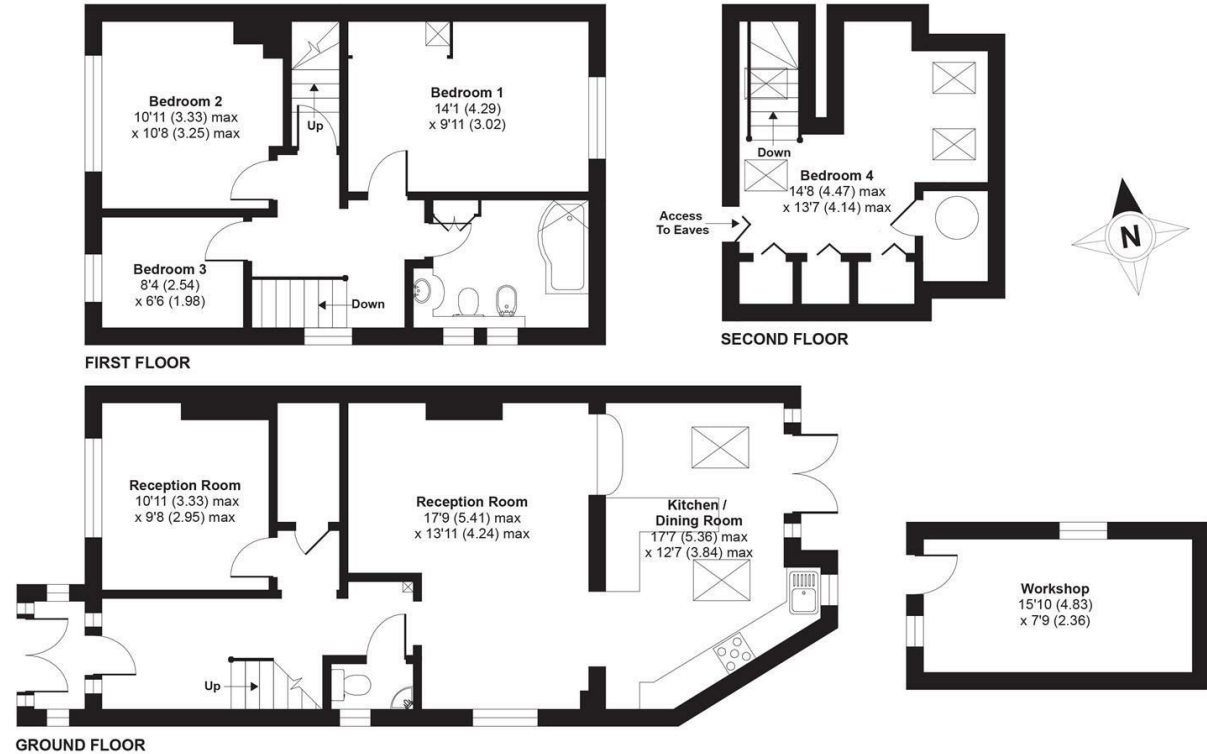 Bedroom 2
10'11 (3.33) max
x 10'8 (3.25) max
Up
Bedroom 1
14'1 (4.29)
x 9'11 (3.02)
Bedroom 3
8'4 (2.54)
x 6'6 (1.98)
Down
FIRST FLOOR
Down
Bedroom 4
14'8 (4.47) max
x 13'7 (4.14) max
Access
To Eaves
SECOND FLOOR
N
Reception Room
10'11 (3.33) max
x 9'8 (2.95) max
Up
Reception Room
17'9 (5.41) max
x 13'11 (4.24) max
Kitchen /
Dining Room
17'7 (5.36) max
x 12'7 (3.84) max
Workshop
15'10 (4.83)
x 7'9 (2.36)
GROUND FLOOR